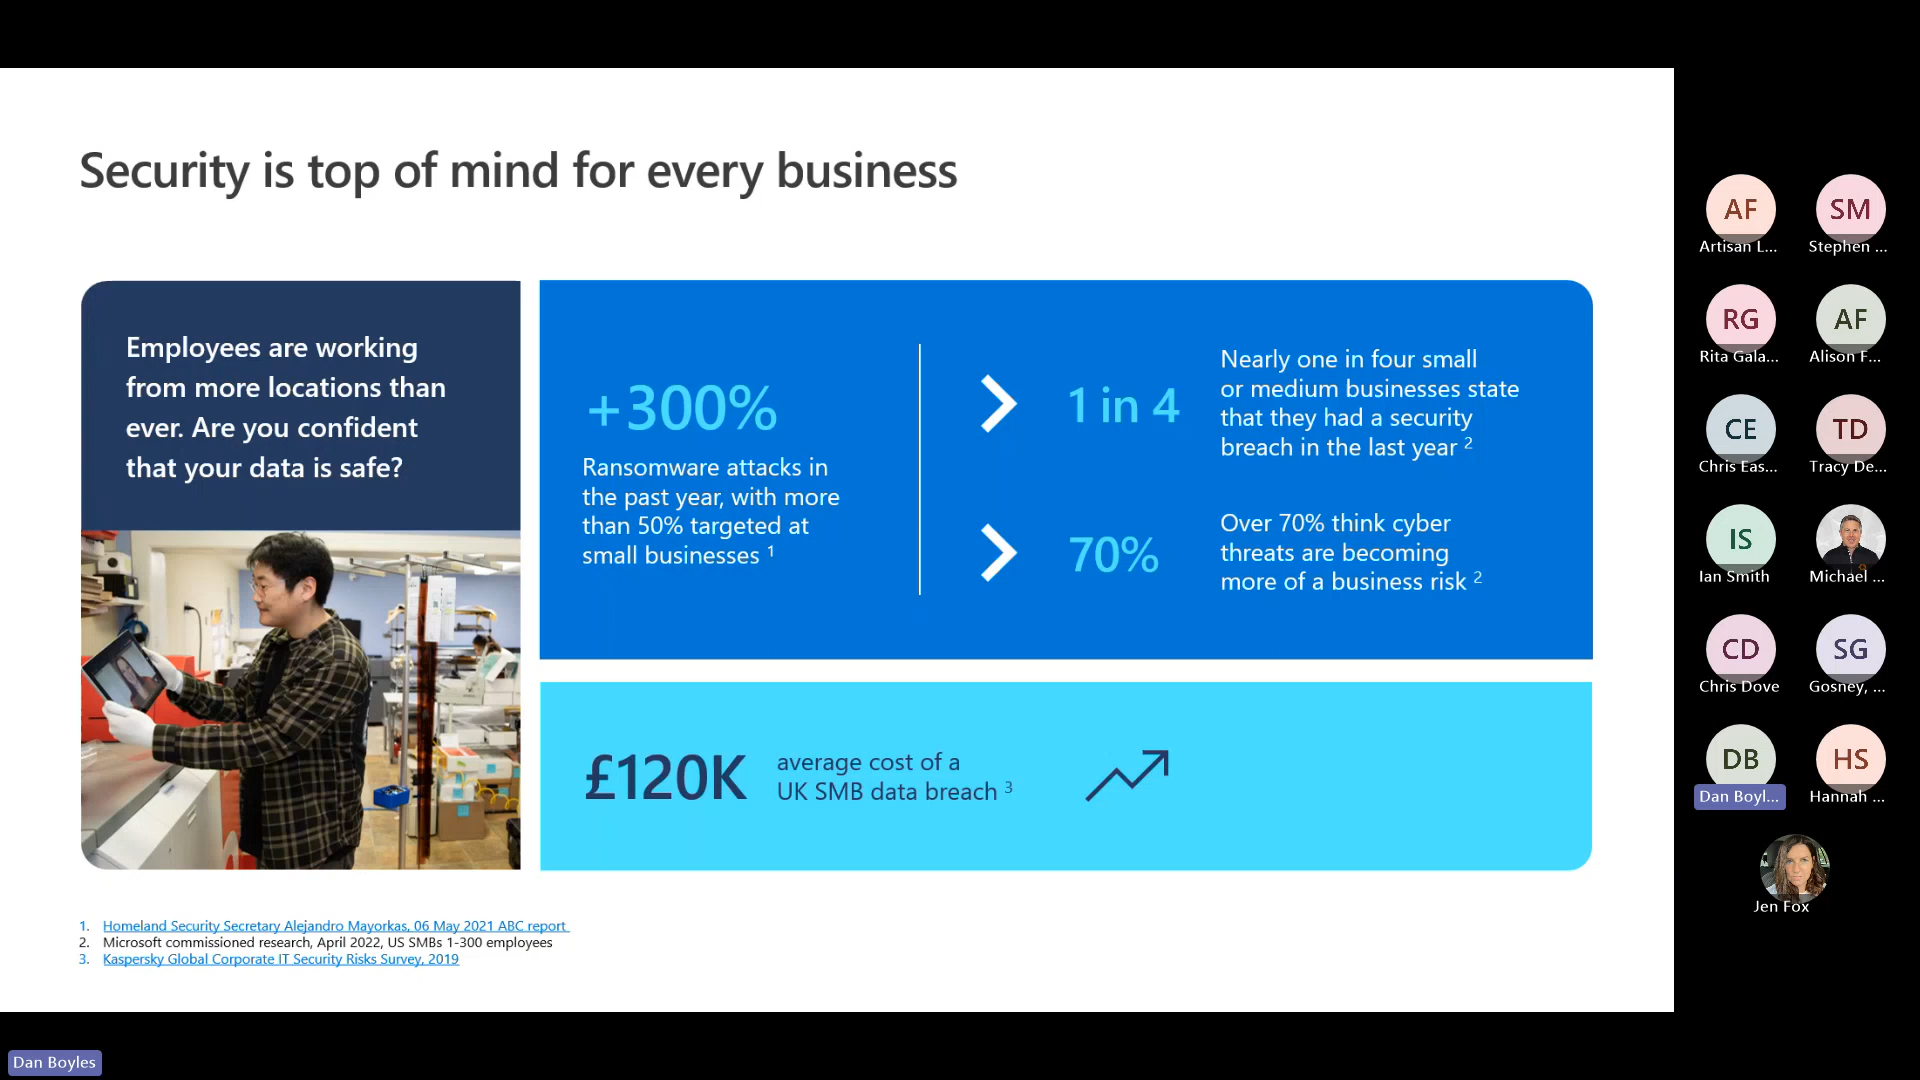 Security is top of mind for every business
Employees are working
from more locations than
ever. Are you confident
that your data is safe?
+300%
Ransomware attacks in
the past year, with more
than 50% targeted at
small businesses 1
1 in 4
Nearly one in four small
or medium businesses state
that they had a security
breach in the last year 2
70%
Over 70% think cyber
threats are becoming
more of a business risk 2
£120K
average cost of a
UK SMB data breach 3
1. Homeland Security Secretary Alejandro Mayorkas, 06 May 2021 ABC report
2. Microsoft commissioned research, April 2022, US SMBs 1-300 employees
3. Kaspersky Global Corporate IT Security Risks Survey, 2019
AF
SM
Artisan L...
Stephen ...
RG
AF
Rita Gala...
Alison F...
CE
TD
Chris Eas...
Tracy De...
IS
Ian Smith
Michael ...
CD
SG
Chris Dove
Gosney, ...
DB
HS
Dan Boyl...
Hannah ...
Jen Fox
Dan Boyles